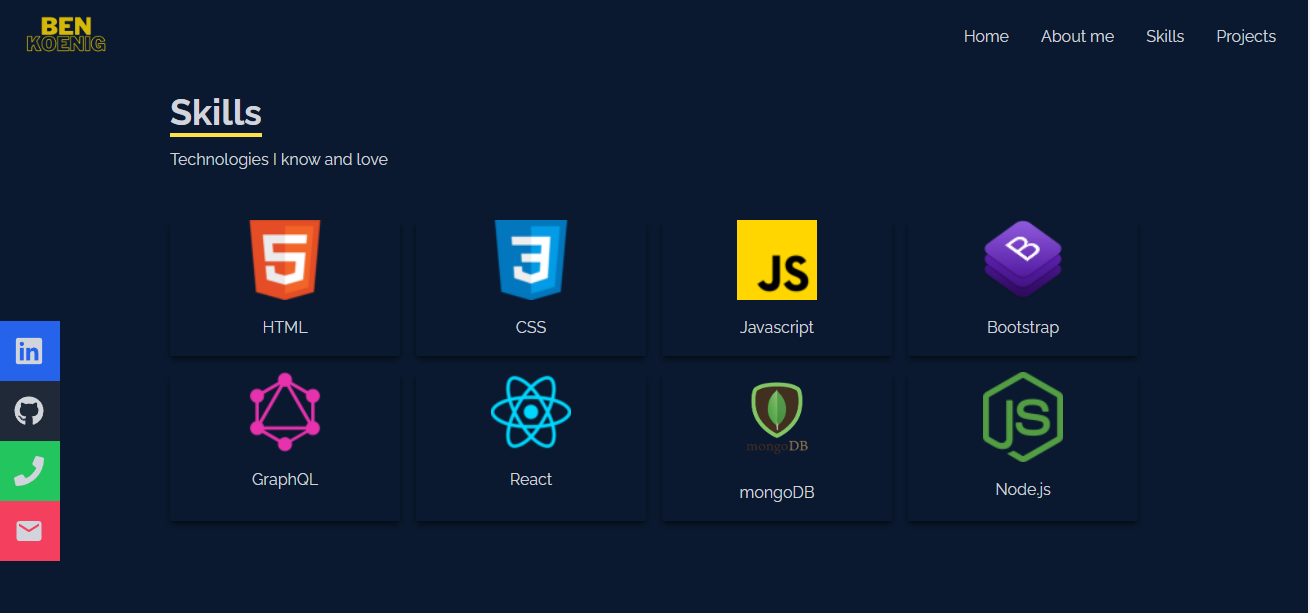 BEN
KOENIG
Home About me Skills Projects
Skills
Technologies I know and love
5 3 JS B
HTML CSS Javascript Bootstrap
in
mongoDB JS
GraphQL React mongoDB Node.js